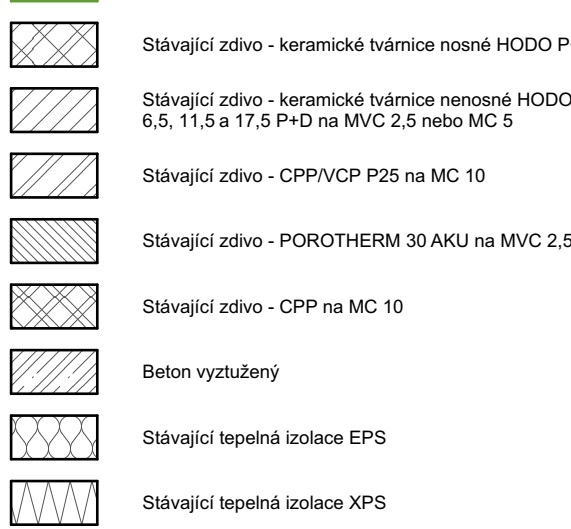 Stávající zdivo - keramické tvárnice nosné HODO P
Stávající zdivo - keramické tvárnice nenosné HODO
6,5, 11,5 a 17,5 P+D na MVC 2,5 nebo MC 5
Stávající zdivo - CPP/VCP P25 na MC 10
Stávající zdivo - POROTHERM 30 AKU na MVC 2,5
Stávající zdivo - CPP na MC 10
Beton vyztužený
Stávající tepelná izolace EPS
Stávající tepelná izolace XPS